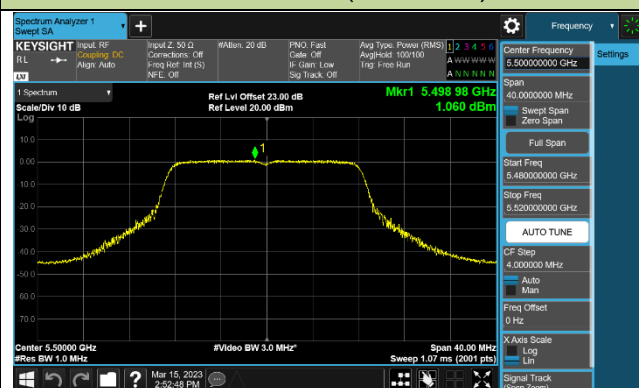 Spectrum Analyzer 1
Swept SA
Frequency
KEYSIGHT
RL
LXI
Input: RF
Coupling: DC
Align: Auto
Input Z: 50 Ω
Corrections: Off
Freq Ref: Int (S)
NFE: Off
#Atten: 20 dB
PNO: Fast
Gate: Off
IF Gain: Low
Sig Track: Off
Avg Type: Power (RMS)
Avg|Hold: 100/100
Trig: Free Run
1 2 3 4 5 6
A W W W W W
A N N N N N
1 Spectrum
Scale/Div 10 dB
Log
Ref Lvl Offset 23.00 dB
Ref Level 20.00 dBm
Mkr1 5.498 98 GHz
1.060 dBm
1
10.0
0.00
-10.0
-20.0
-30.0
-40.0
-50.0
-60.0
-70.0
Center 5.50000 GHz
#Res BW 1.0 MHz
#Video BW 3.0 MHz*
Span 40.00 MHz
Sweep 1.07 ms (2001 pts)
Mar 15, 2023
2:52:48 PM
Center Frequency
5.500000000 GHz
Settings
Span
40.0000000 MHz
Swept Span
Zero Span
Full Span
Start Freq
5.480000000 GHz
Stop Freq
5.520000000 GHz
AUTO TUNE
CF Step
4.000000 MHz
Auto
Man
Freq Offset
0 Hz
X Axis Scale
Log
Lin
Signal Track
(Span Zoom)